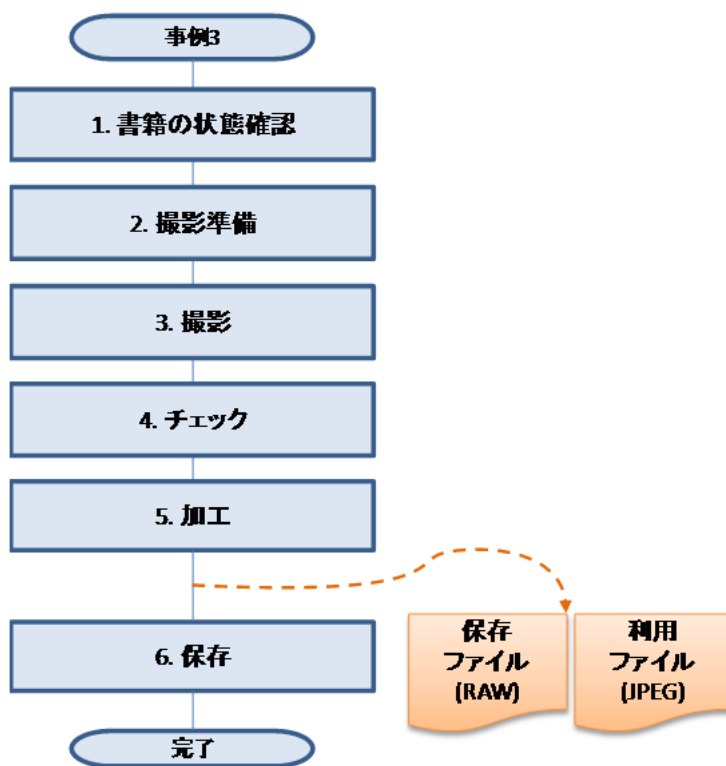 事例3
1. 書籍の状態確認
2. 撮影準備
3. 撮影
4. チェック
5. 加工
6. 保存
保存
ファイル
(RAW)
利用
ファイル
(JPEG)
完了